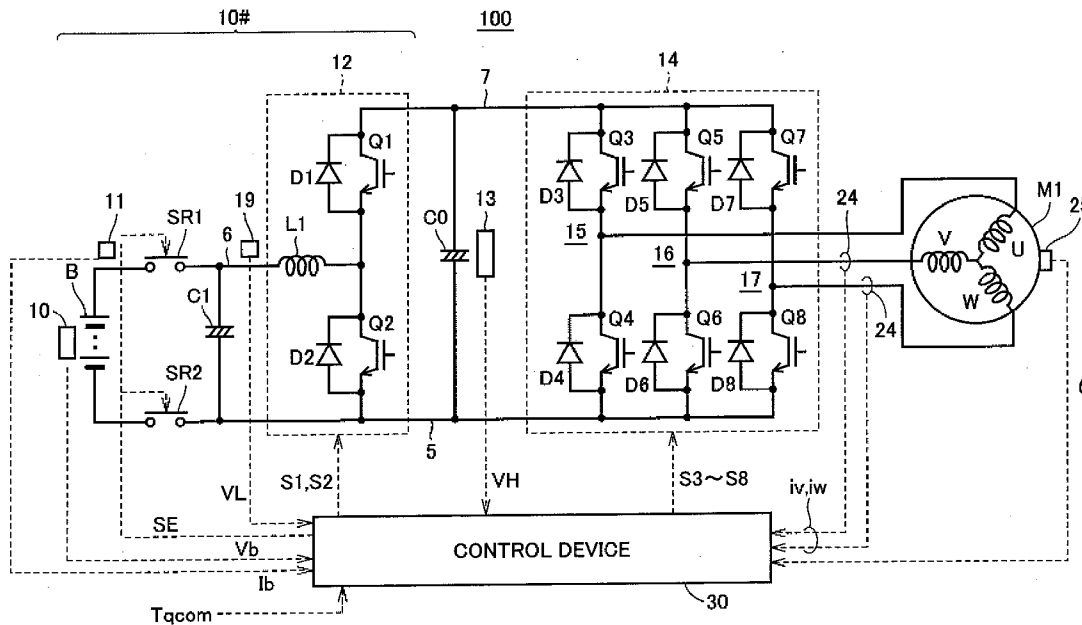 10#
100
12
7
14
Q1
Q3
Q5
Q7
D1
D3
D5
D7
11
SR1
19
6
L1
C0
13
M1
25
15
24
V
U
B
16
W
C1
17
10
Q2
Q4
Q6
Q8
24
D2
D4
D6
D8
SR2
5
S1,S2
VH
S3~S8
iv,iw
VL
SE
CONTROL DEVICE
Vb
Ib
30
Tqcom